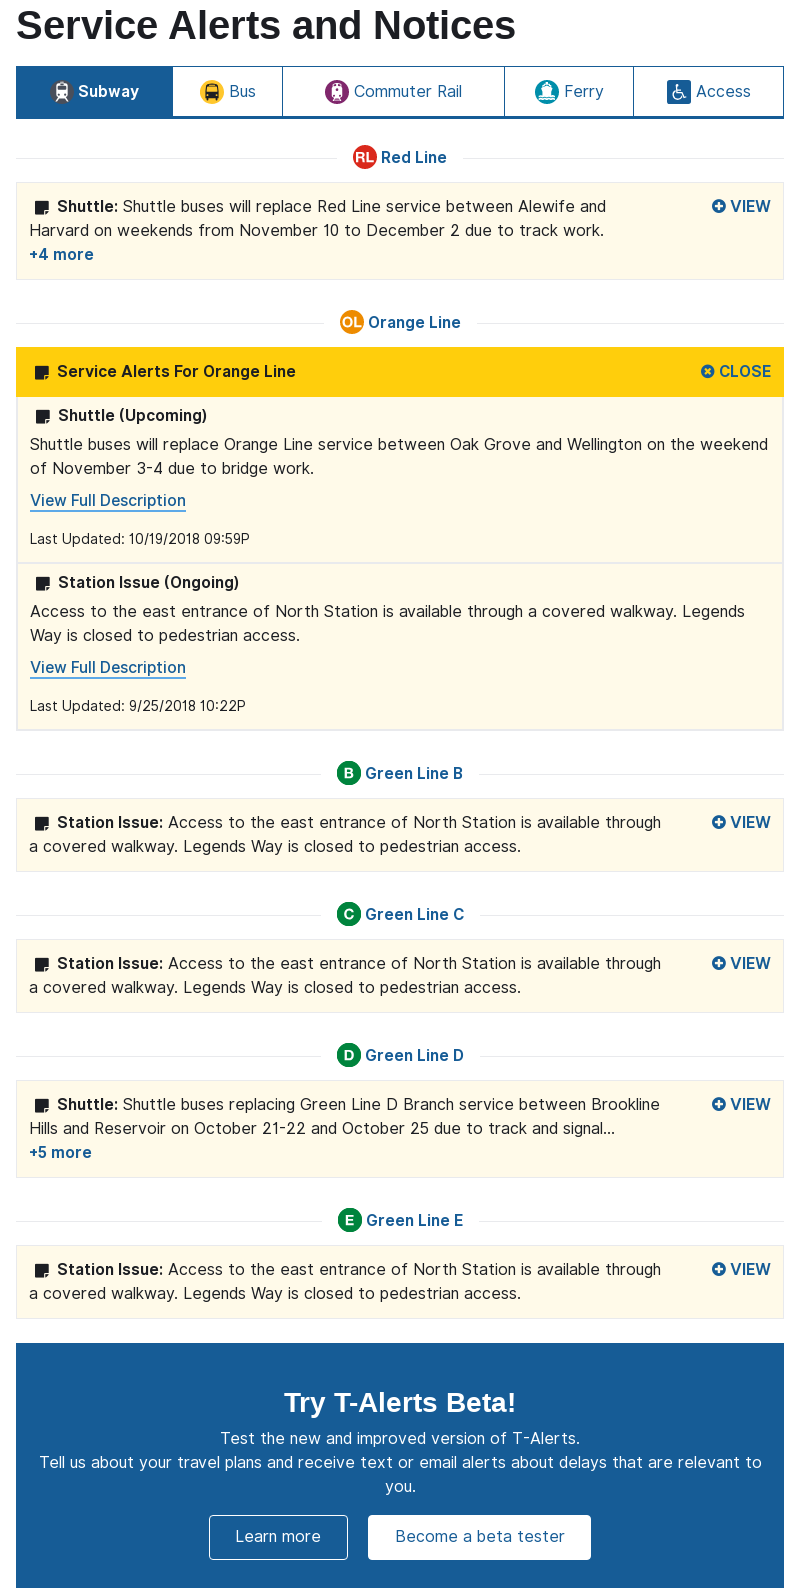 Service Alerts and Notices
Subway Bus Commuter Rail Ferry Access
RL Red Line
Shuttle: Shuttle buses will replace Red Line service between Alewife and VIEW
Harvard on weekends from November 10 to December 2 due to track work.
+4 more
OL Orange Line
Service Alerts For Orange Line CLOSE
Shuttle (Upcoming)
Shuttle buses will replace Orange Line service between Oak Grove and Wellington on the weekend
of November 3-4 due to bridge work.
View Full Description
Last Updated: 10/19/2018 09:59P
Station Issue (Ongoing)
Access to the east entrance of North Station is available through a covered walkway. Legends
Way is closed to pedestrian access.
View Full Description
Last Updated: 9/25/2018 10:22P
B Green Line B
Station Issue: Access to the east entrance of North Station is available through VIEW
a covered walkway. Legends Way is closed to pedestrian access.
C Green Line C
Station Issue: Access to the east entrance of North Station is available through VIEW
a covered walkway. Legends Way is closed to pedestrian access.
D Green Line D
Shuttle: Shuttle buses replacing Green Line D Branch service between Brookline VIEW
Hills and Reservoir on October 21-22 and October 25 due to track and signal...
+5 more
E Green Line E
Station Issue: Access to the east entrance of North Station is available through VIEW
a covered walkway. Legends Way is closed to pedestrian access.
Try T-Alerts Beta!
Test the new and improved version of T-Alerts.
Tell us about your travel plans and receive text or email alerts about delays that are relevant to
you.
Learn more Become a beta tester